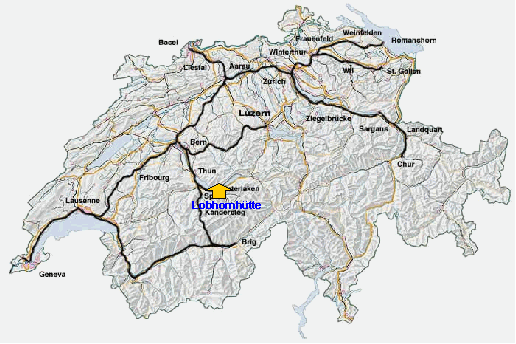 Weinfelden
Frauenfeld
Romanshorn
Basel
Winterthur
Liestal
Aarau
Wil
St. Gallen
Zürich
Luzern
Ziegelbrücke
Sargans
Landquart
Bern
Chur
Thun
Fribourg
Lausanne
Lobhornhütte
Kandersteg
Brig
Geneva